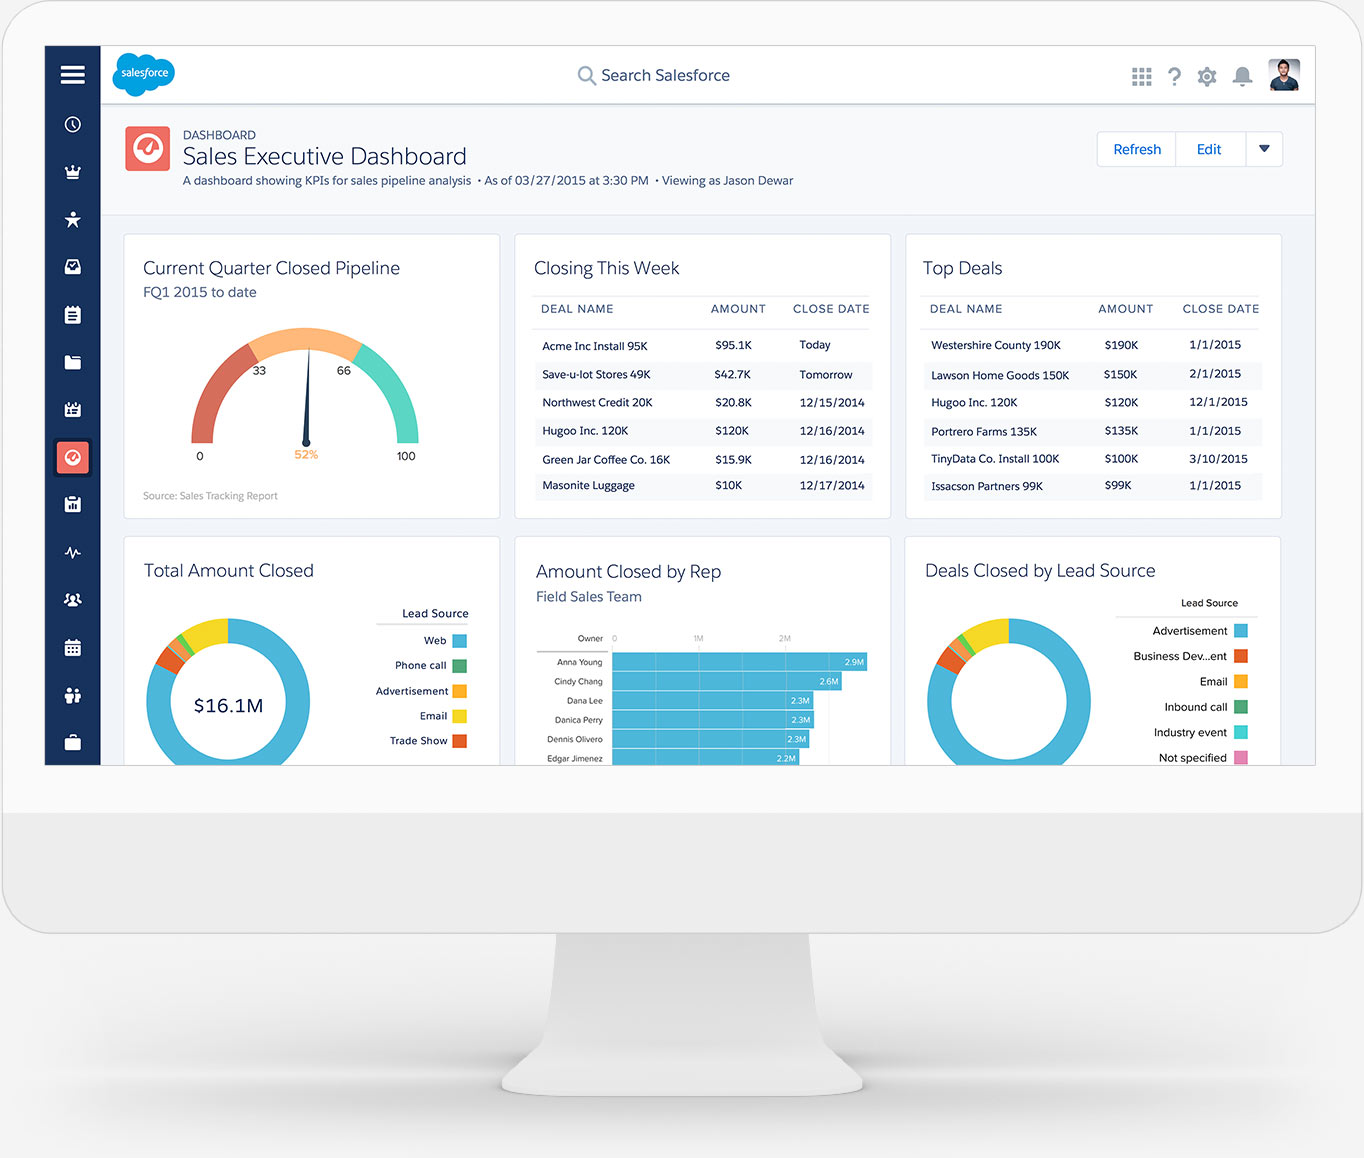 salesforce
Search Salesforce
?
DASHBOARD
Sales Executive Dashboard
A dashboard showing KPIs for sales pipeline analysis • As of 03/27/2015 at 3:30 PM • Viewing as Jason Dewar
Refresh
Edit
Current Quarter Closed Pipeline
FQ1 2015 to date
33
66
0
52%
100
Source: Sales Tracking Report
Closing This Week
DEAL NAME AMOUNT CLOSE DATE
Acme Inc Install 95K $95.1K Today
Save-u-lot Stores 49K $42.7K Tomorrow
Northwest Credit 20K $20.8K 12/15/2014
Hugoo Inc. 120K $120K 12/16/2014
Green Jar Coffee Co. 16K $15.9K 12/16/2014
Masonite Luggage $10K 12/17/2014
Top Deals
DEAL NAME AMOUNT CLOSE DATE
Westershire County 190K $190K 1/1/2015
Lawson Home Goods 150K $150K 2/1/2015
Hugoo Inc. 120K $120K 12/1/2015
Portrero Farms 135K $135K 1/1/2015
TinyData Co. Install 100K $100K 3/10/2015
Issacson Partners 99K $99K 1/1/2015
Total Amount Closed
$16.1M
Lead Source
Web
Phone call
Advertisement
Email
Trade Show
Amount Closed by Rep
Field Sales Team
Owner 0 1M 2M
Anna Young 2.9M
Cindy Chang 2.6M
Dana Lee 2.3M
Danica Perry 2.3M
Dennis Olivero 2.3M
Edgar Jimenez 2.2M
Deals Closed by Lead Source
Lead Source
Advertisement
Business Dev...ent
Email
Inbound call
Industry event
Not specified